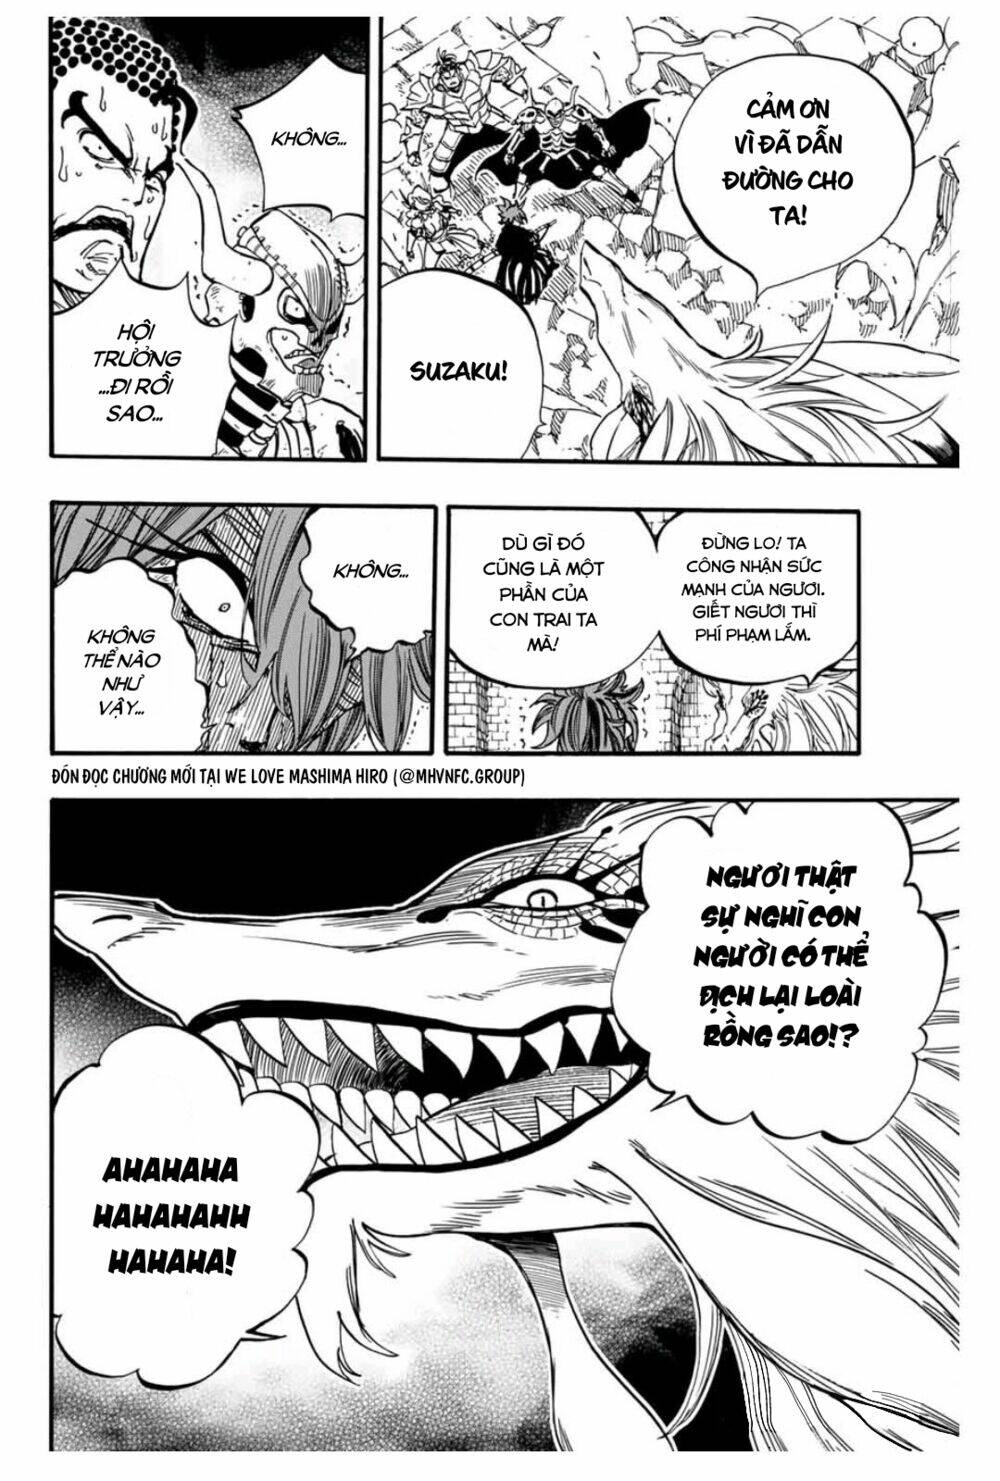 CẢM ƠN
VÌ ĐÃ DẪN
ĐƯỜNG CHO
TA!
SUZAKU!
KHÔNG...
HỘI
TRƯỞNG
...ĐI RỒI
SAO...
ĐỪNG LO! TA
CÔNG NHẬN SỨC
MẠNH CỦA NGƯƠI.
GIẾT NGƯƠI THÌ
PHÍ PHẠM LẮM.
DÙ GÌ ĐÓ
CŨNG LÀ MỘT
PHẦN CỦA
CON TRAI TA
MÀ!
KHÔNG...
KHÔNG
THỂ NÀO
NHƯ
VẬY...
ĐÓN ĐỌC CHƯƠNG MỚI TẠI WE LOVE MASHIMA HIRO (@MHVNFC.GROUP)
NGƯƠI THẬT
SỰ NGHĨ CON
NGƯỜI CÓ THỂ
ĐỊCH LẠI LOÀI
RỒNG SAO!?
AHAHAHA
HAHAHAHH
HAHAHA!